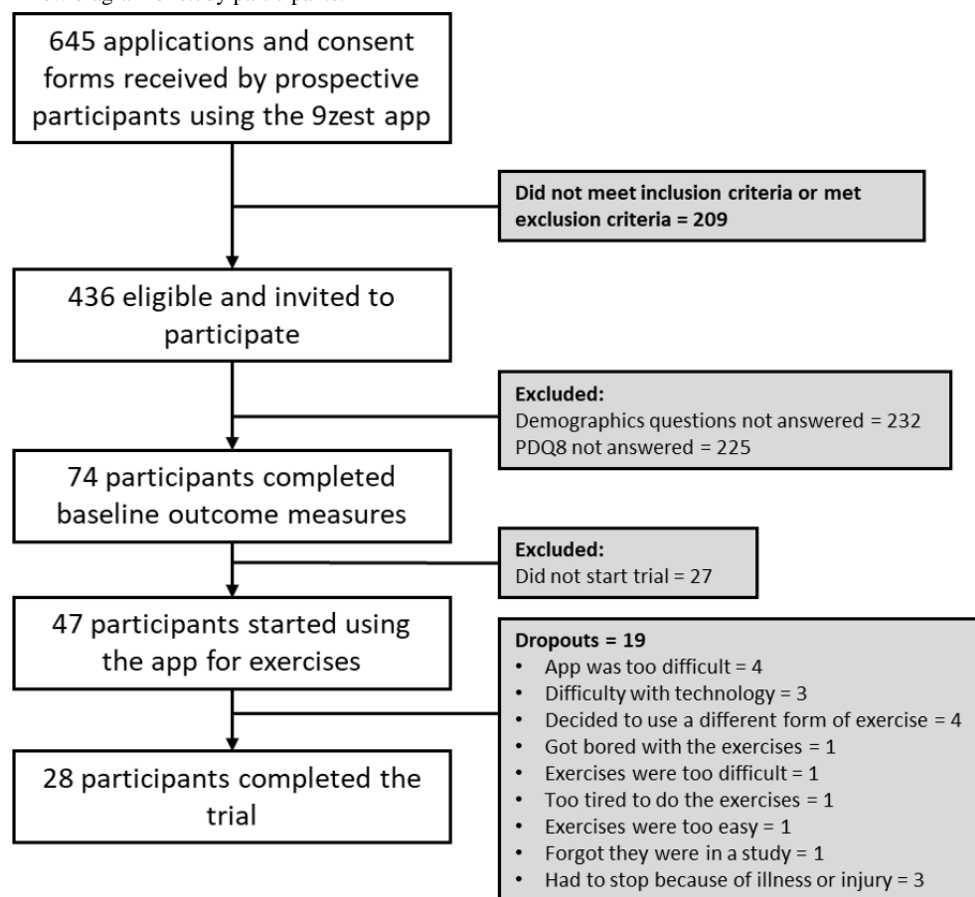 645 applications and consent
forms received by prospective
participants using the 9zest app
Did not meet inclusion criteria or met
exclusion criteria = 209
436 eligible and invited to
participate
Excluded:
Demographics questions not answered = 232
PDQ8 not answered = 225
74 participants completed
baseline outcome measures
Excluded:
Did not start trial = 27
47 participants started using
the app for exercises
Dropouts = 19
• App was too difficult = 4
• Difficulty with technology = 3
• Decided to use a different form of exercise = 4
• Got bored with the exercises = 1
• Exercises were too difficult = 1
• Too tired to do the exercises = 1
• Exercises were too easy = 1
• Forgot they were in a study = 1
• Had to stop because of illness or injury = 3
28 participants completed the
trial